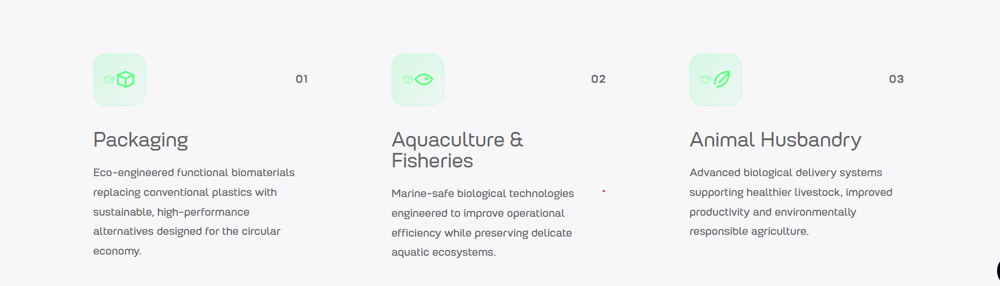 01
Packaging
Eco-engineered functional biomaterials
replacing conventional plastics with
sustainable, high-performance
alternatives designed for the circular
economy.
02
Aquaculture &
Fisheries
Marine-safe biological technologies
engineered to improve operational
efficiency while preserving delicate
aquatic ecosystems.
03
Animal Husbandry
Advanced biological delivery systems
supporting healthier livestock, improved
productivity and environmentally
responsible agriculture.